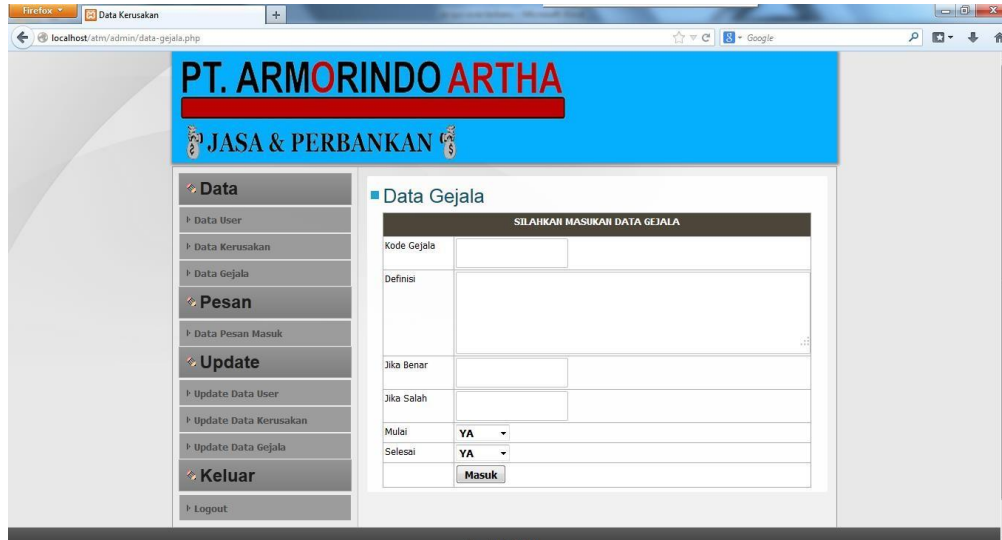 Firefox
Data Kerusakan
+
localhost/atm/admin/data-gejala.php
Google
PT. ARMORINDO ARTHA
JASA & PERBANKAN
Data
Data User
Data Kerusakan
Data Gejala
Pesan
Data Pesan Masuk
Update
Update Data User
Update Data Kerusakan
Update Data Gejala
Keluar
Logout
Data Gejala
SILAHKAN MASUKAN DATA GEJALA
Kode Gejala
Definisi
Jika Benar
Jika Salah
Mulai YA
Selesai YA
Masuk